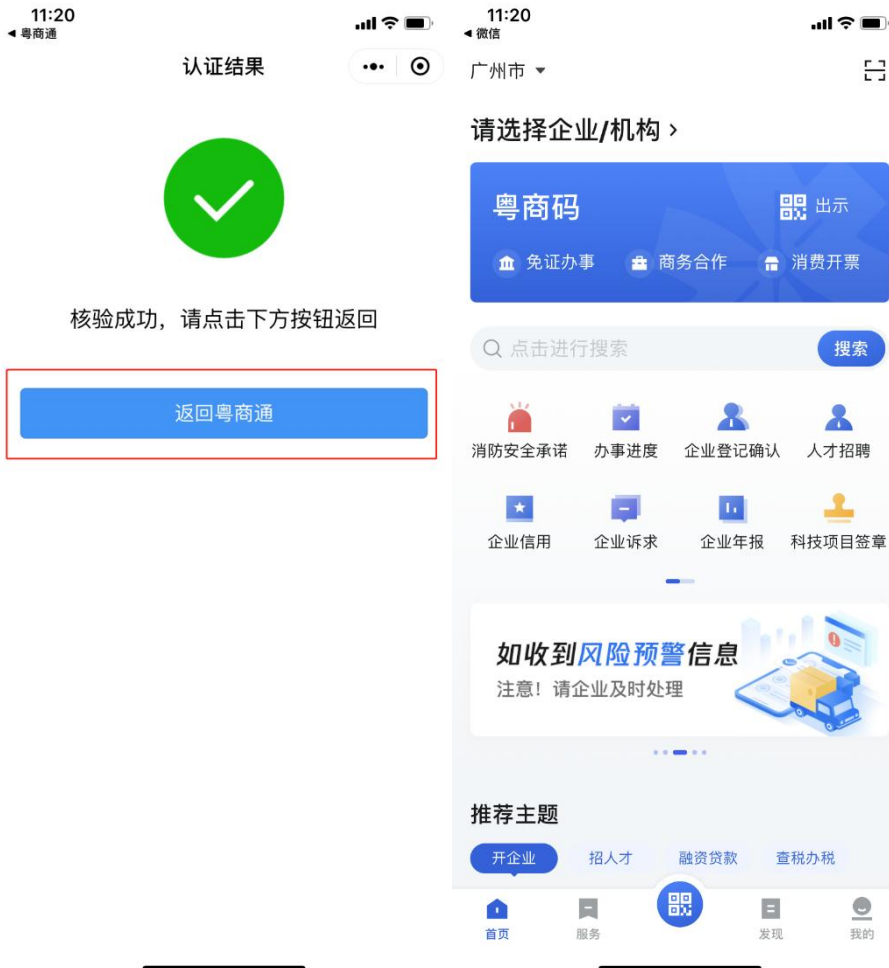 11:20
◀ 粤商通
认证结果
核验成功，请点击下方按钮返回
返回粤商通
11:20
◀ 微信
广州市
请选择企业/机构 >
粤商码
出示
免证办事 商务合作 消费开票
点击进行搜索 搜索
消防安全承诺 办事进度 企业登记确认 人才招聘
企业信用 企业诉求 企业年报 科技项目签章
如收到风险预警信息
注意！请企业及时处理
推荐主题
开企业 招人才 融资贷款 查税办税
首页 服务 发现 我的